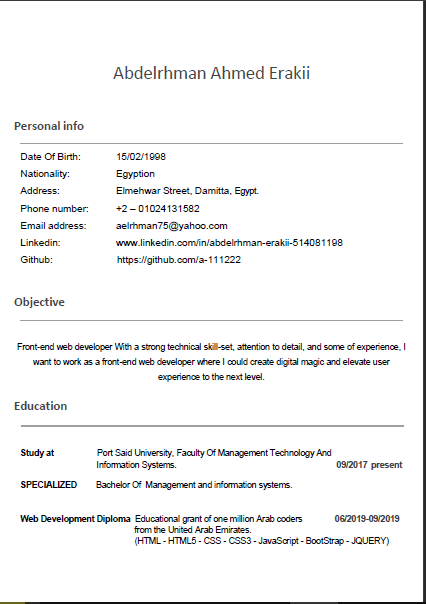 Abdelrhman Ahmed Erakii
Personal info
Date Of Birth: 15/02/1998
Nationality: Egyption
Address: Elmehwar Street, Damitta, Egypt.
Phone number: +2 – 01024131582
Email address: aelrhman75@yahoo.com
Linkedin: www.linkedin.com/in/abdelrhman-erakii-514081198
Github: https://github.com/a-111222
Objective
Front-end web developer With a strong technical skill-set, attention to detail, and some of experience, I
want to work as a front-end web developer where I could create digital magic and elevate user
experience to the next level.
Education
Study at Port Said University, Faculty Of Management Technology And
Information Systems. 09/2017 present
SPECIALIZED Bachelor Of Management and information systems.
Web Development Diploma Educational grant of one million Arab coders 06/2019-09/2019
from the United Arab Emirates.
(HTML - HTML5 - CSS - CSS3 - JavaScript - BootStrap - JQUERY)